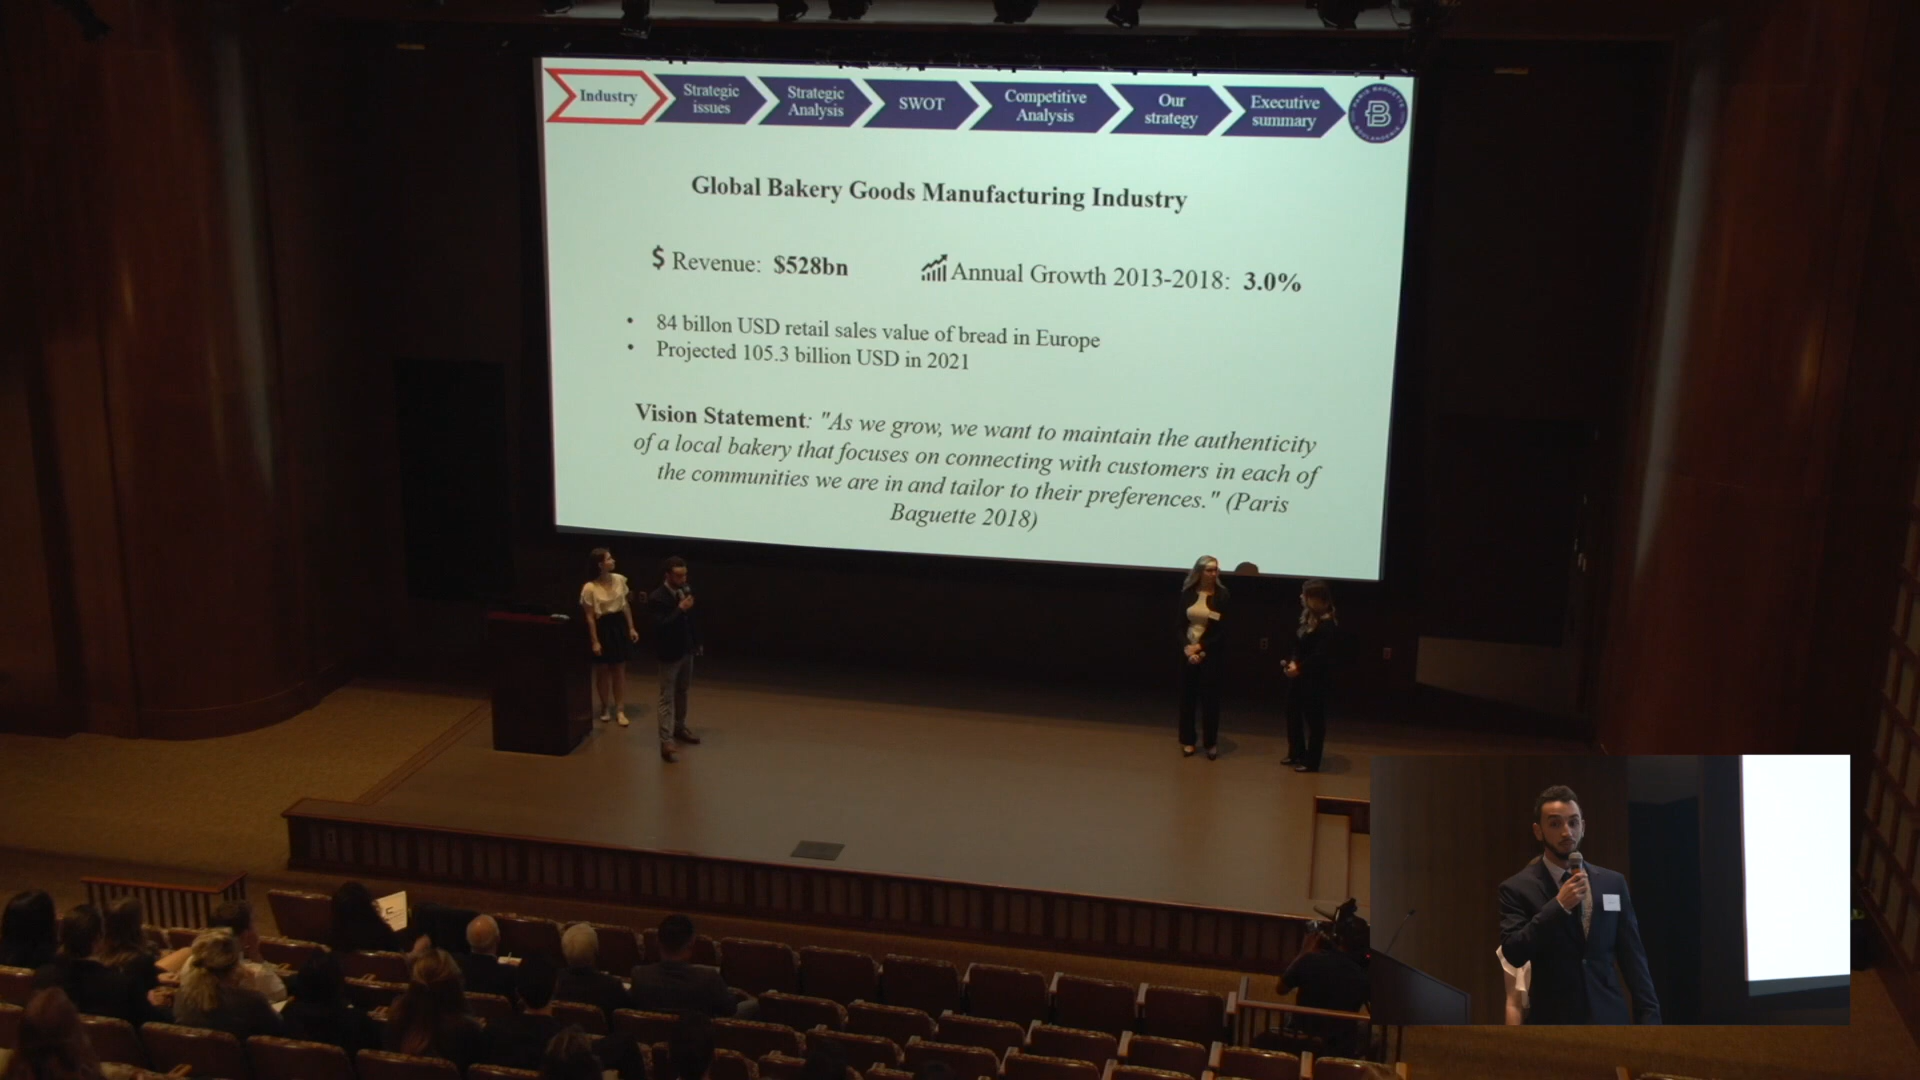 Industry
Strategic
issues
Strategic
Analysis
SWOT
Competitive
Analysis
Our
strategy
Executive
summary
PARIS BAGUETTE
B
BOULANGERIE
Global Bakery Goods Manufacturing Industry
$ Revenue: $528bn
Annual Growth 2013-2018: 3.0%
• 84 billon USD retail sales value of bread in Europe
• Projected 105.3 billion USD in 2021
Vision Statement: "As we grow, we want to maintain the authenticity
of a local bakery that focuses on connecting with customers in each of
the communities we are in and tailor to their preferences." (Paris
Baguette 2018)